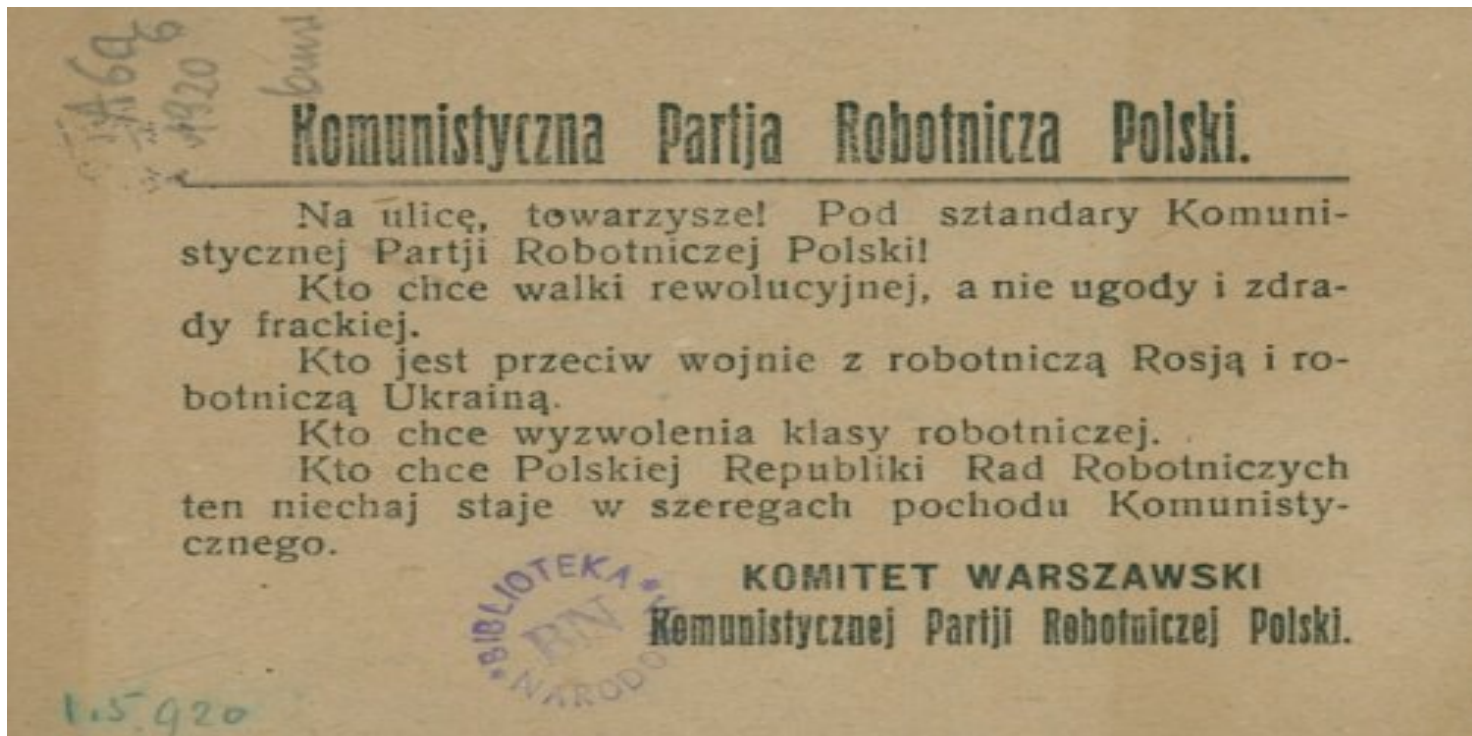 1920
Komunistyczna Partja Robotnicza Polski.
Na ulicę, towarzysze! Pod sztandary Komuni-
stycznej Partji Robotniczej Polski!
Kto chce walki rewolucyjnej, a nie ugody i zdra-
dy frackiej.
Kto jest przeciw wojnie z robotniczą Rosją i ro-
botniczą Ukrainą.
Kto chce wyzwolenia klasy robotniczej.
Kto chce Polskiej Republiki Rad Robotniczych
ten niechaj staje w szeregach pochodu Komunisty-
cznego.
KOMITET WARSZAWSKI
Komunistycznej Partji Robotniczej Polski.
BIBLIOTEKA
BN
NARODO
1.5.920